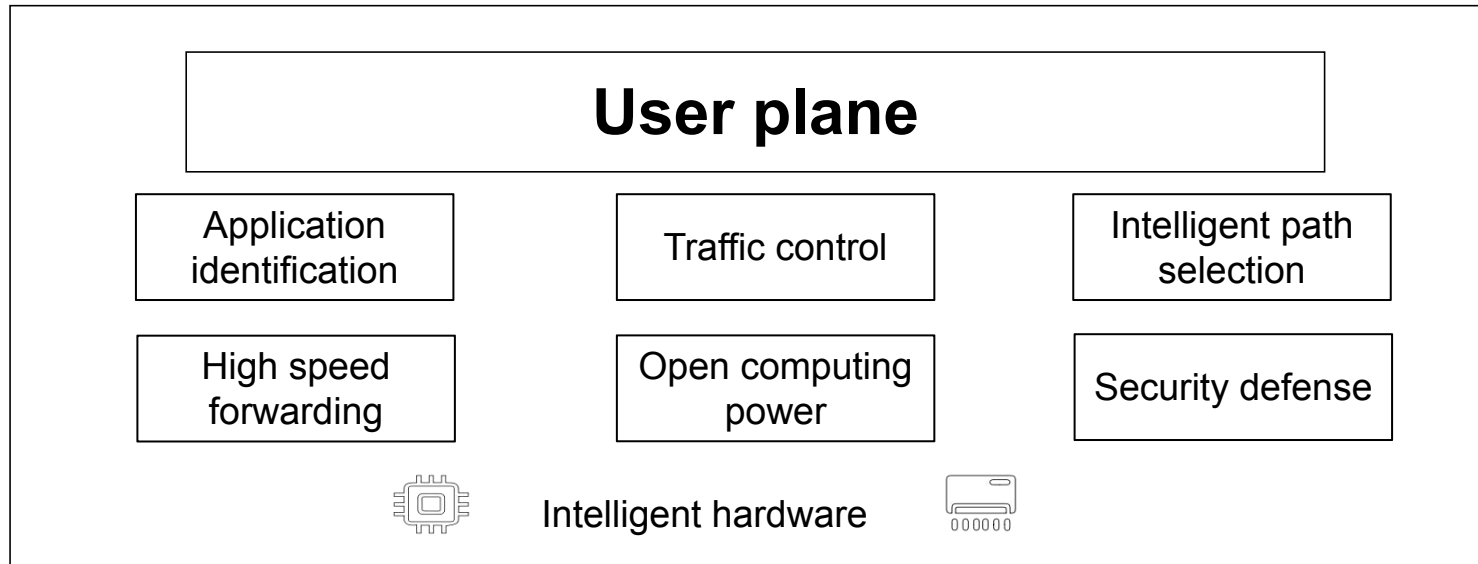 User plane
Application
identification
Traffic control
Intelligent path
selection
High speed
forwarding
Open computing
power
Security defense
Intelligent hardware